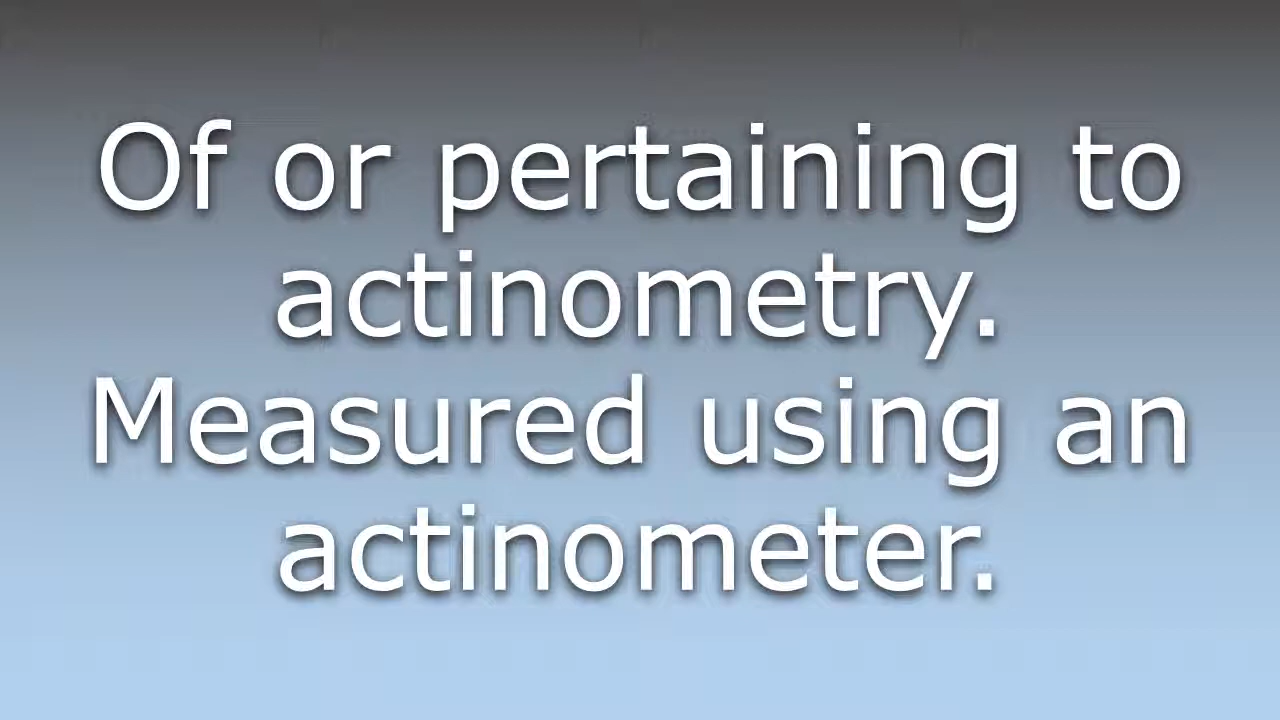 Of or pertaining to
actinometry.
Measured using an
actinometer.